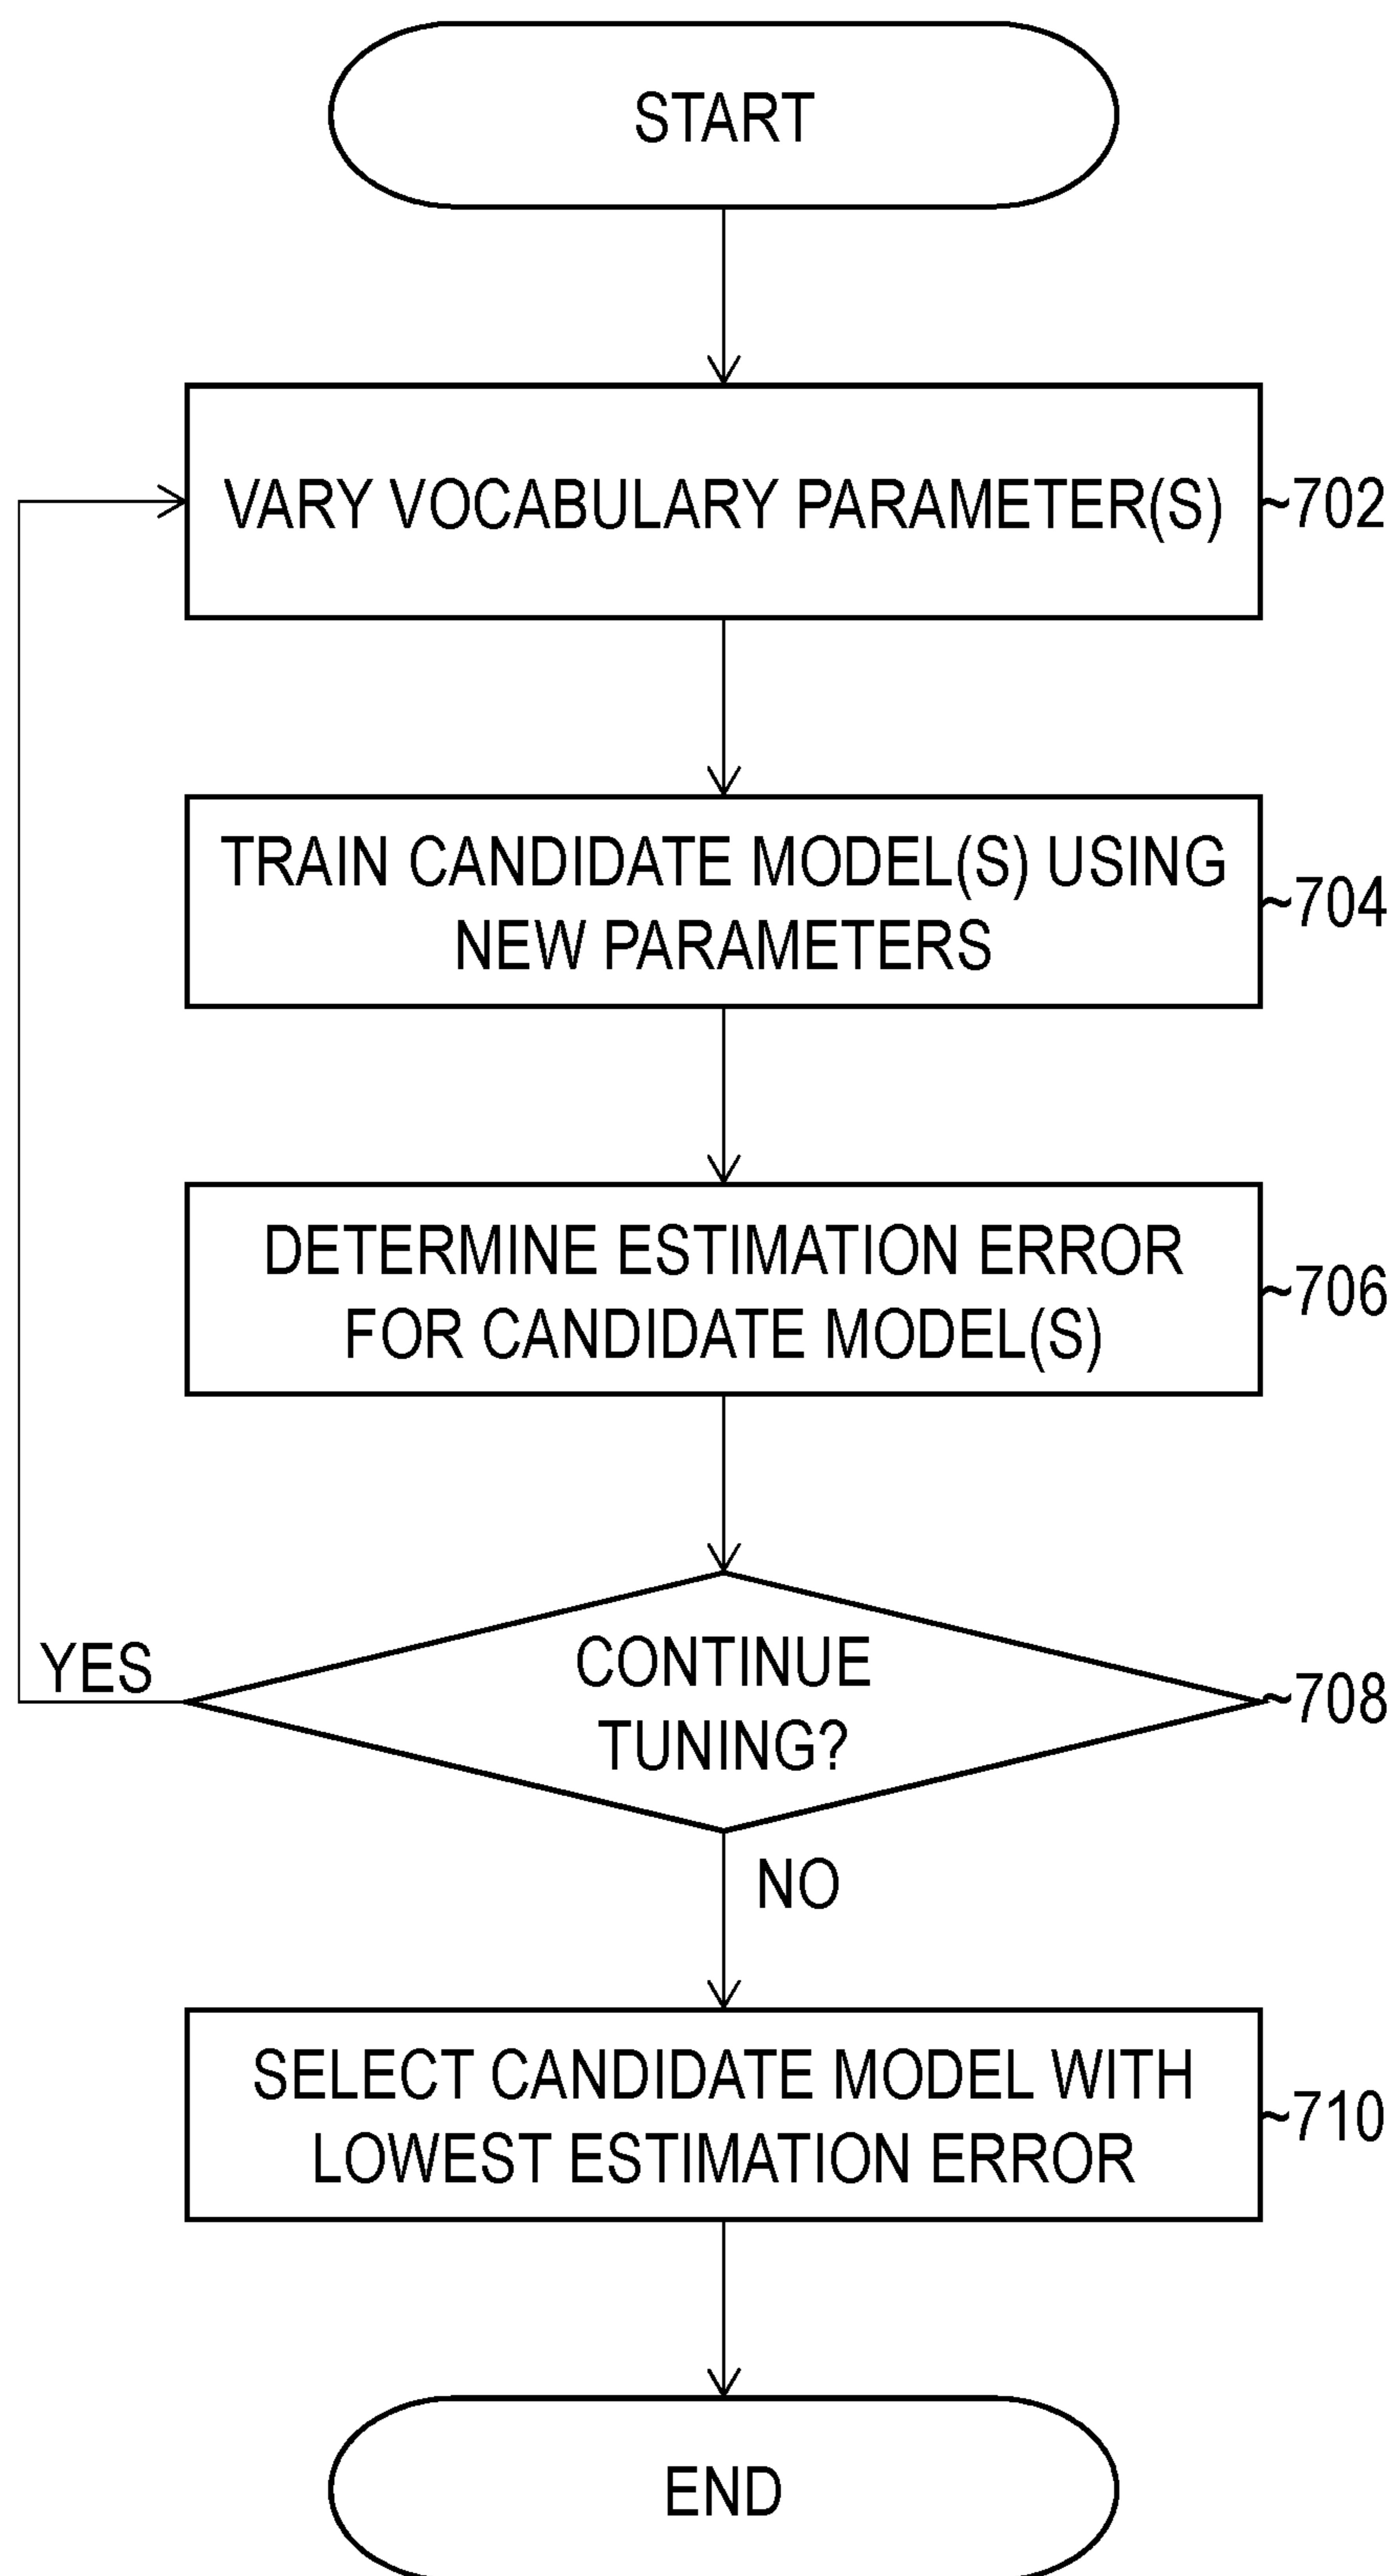 START
VARY VOCABULARY PARAMETER(S)
~702
TRAIN CANDIDATE MODEL(S) USING
NEW PARAMETERS
~704
DETERMINE ESTIMATION ERROR
FOR CANDIDATE MODEL(S)
~706
CONTINUE
TUNING?
~708
YES
NO
SELECT CANDIDATE MODEL WITH
LOWEST ESTIMATION ERROR
~710
END